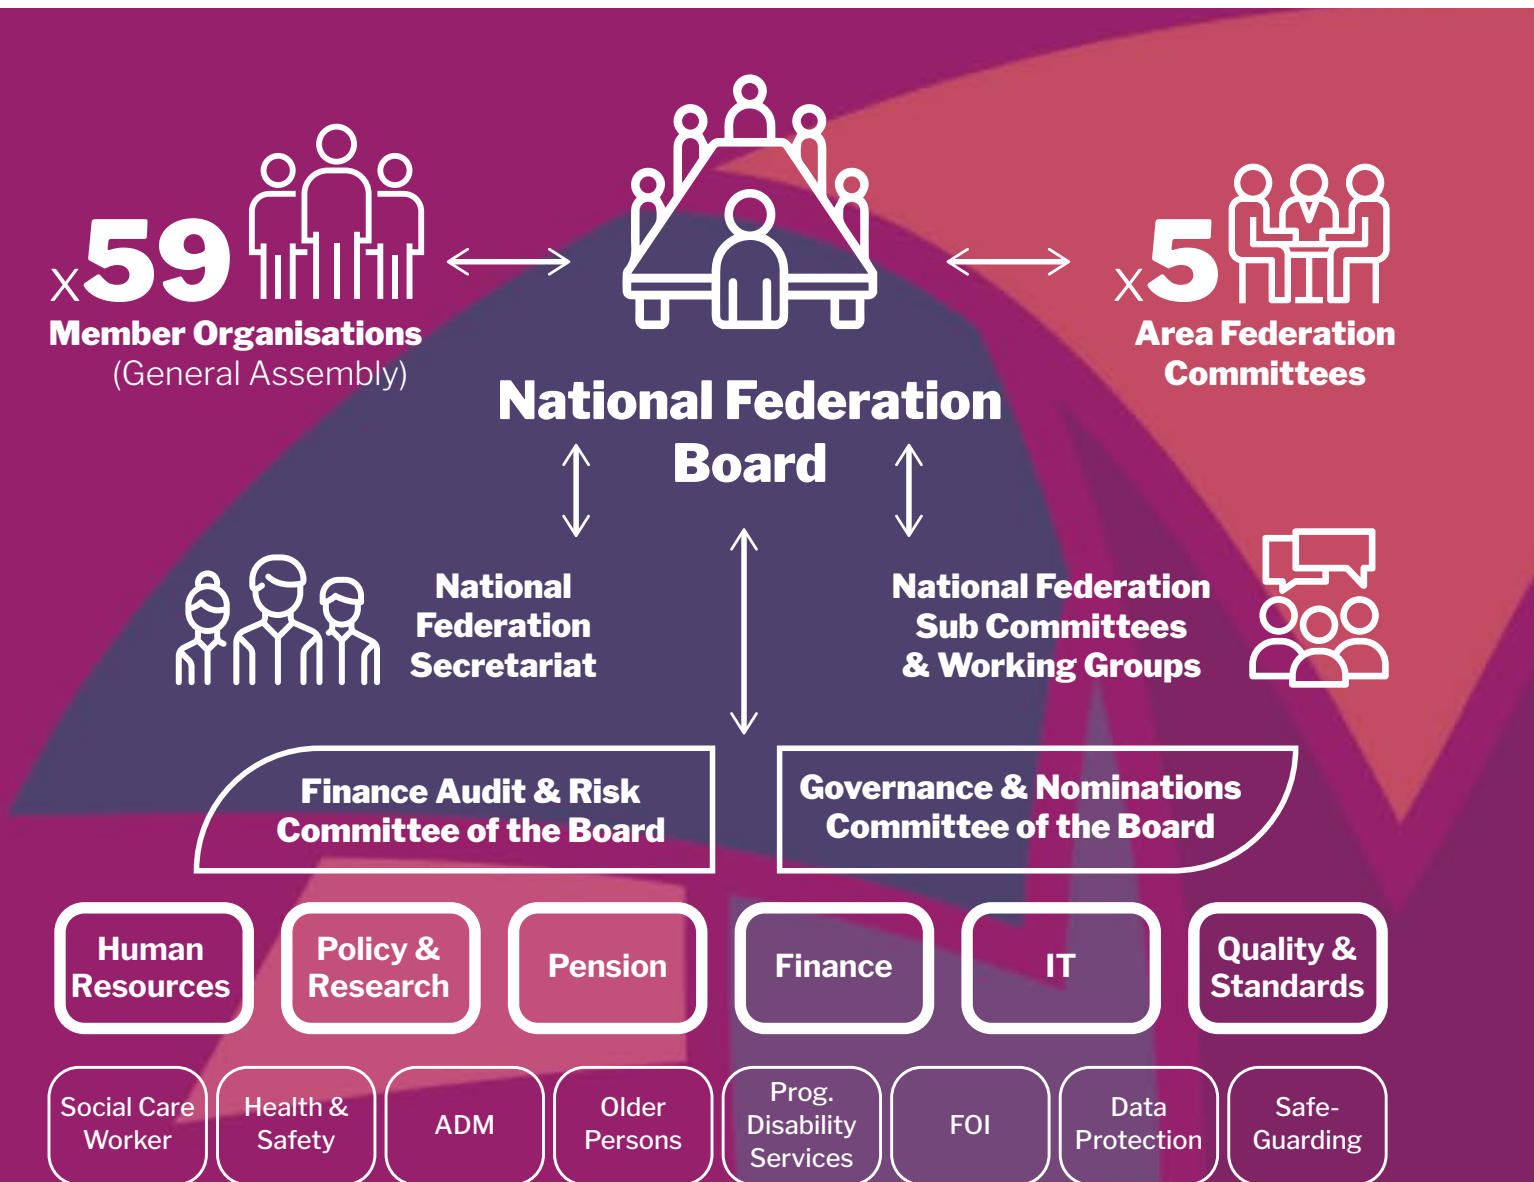 x59
Member Organisations
(General Assembly)
National Federation
Board
x5
Area Federation
Committees
National
Federation
Secretariat
National Federation
Sub Committees
& Working Groups
Finance Audit & Risk
Committee of the Board
Governance & Nominations
Committee of the Board
Human
Resources
Policy &
Research
Pension
Finance
IT
Quality &
Standards
Social Care
Worker
Health &
Safety
ADM
Older
Persons
Prog.
Disability
Services
FOI
Data
Protection
Safe-
Guarding